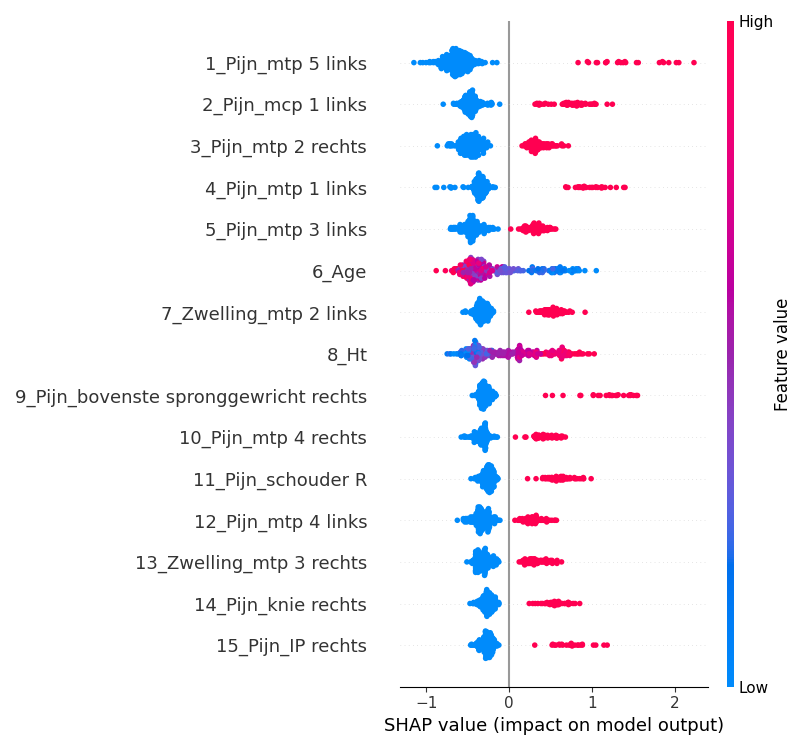 High
1_Pijn_mtp 5 links
2_Pijn_mcp 1 links
3_Pijn_mtp 2 rechts
4_Pijn_mtp 1 links
5_Pijn_mtp 3 links
6_Age
7_Zwelling_mtp 2 links
8_Ht
9_Pijn_bovenste spronggewricht rechts
10_Pijn_mtp 4 rechts
11_Pijn_schouder R
12_Pijn_mtp 4 links
13_Zwelling_mtp 3 rechts
14_Pijn_knie rechts
15_Pijn_IP rechts
Feature value
Low
−1 0 1 2
SHAP value (impact on model output)